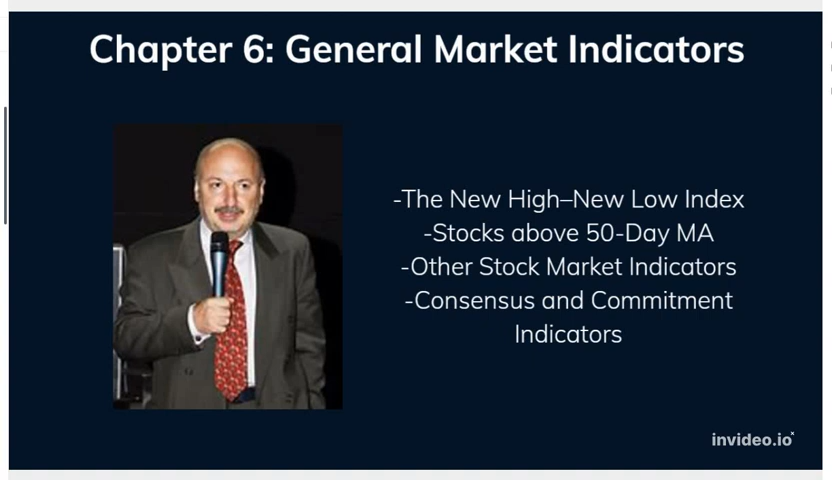 Chapter 6: General Market Indicators
-The New High–New Low Index
-Stocks above 50-Day MA
-Other Stock Market Indicators
-Consensus and Commitment
Indicators
invideo.io